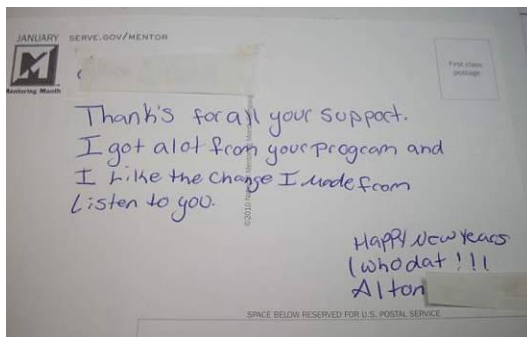 JANUARY SERVE.GOV/MENTOR
M
Mentoring Month
First class
postage
Thank's for all your support.
I got alot from your program and
I Like the change I made from
Listen to you.
©2010
Happy New Years
whodat !!!
Alton
SPACE BELOW RESERVED FOR U.S. POSTAL SERVICE